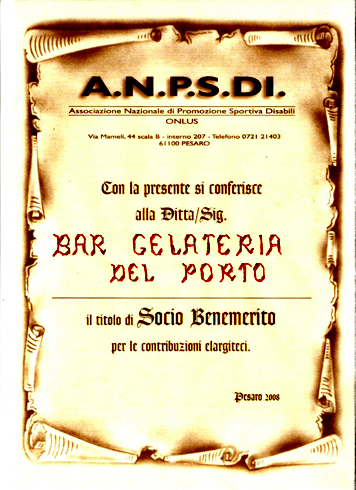 A.N.P.S.DI.
Associazione Nazionale di Promozione Sportiva Disabili
ONLUS
Via Mameli, 44 scala B - interno 207 - Telefono 0721 21403
61100 PESARO
Con la presente si conferisce
alla Ditta/Sig.
BAR GELATERIA
DEL PORTO
il titolo di Socio Benemerito
per le contribuzioni elargiteci.
Pesaro 2008